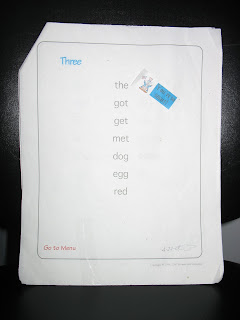 Three
the
got
get
met
dog
egg
red
Go to Menu